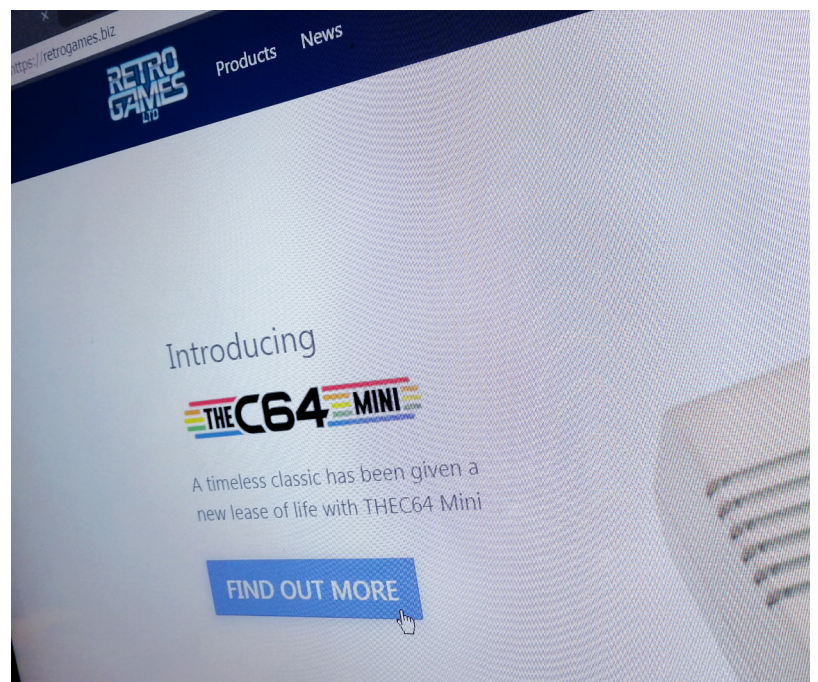 https://retrogames.biz
RETRO
GAMES
LTD
Products
News
Introducing
THEC64 MINI
A timeless classic has been given a
new lease of life with THEC64 Mini
FIND OUT MORE